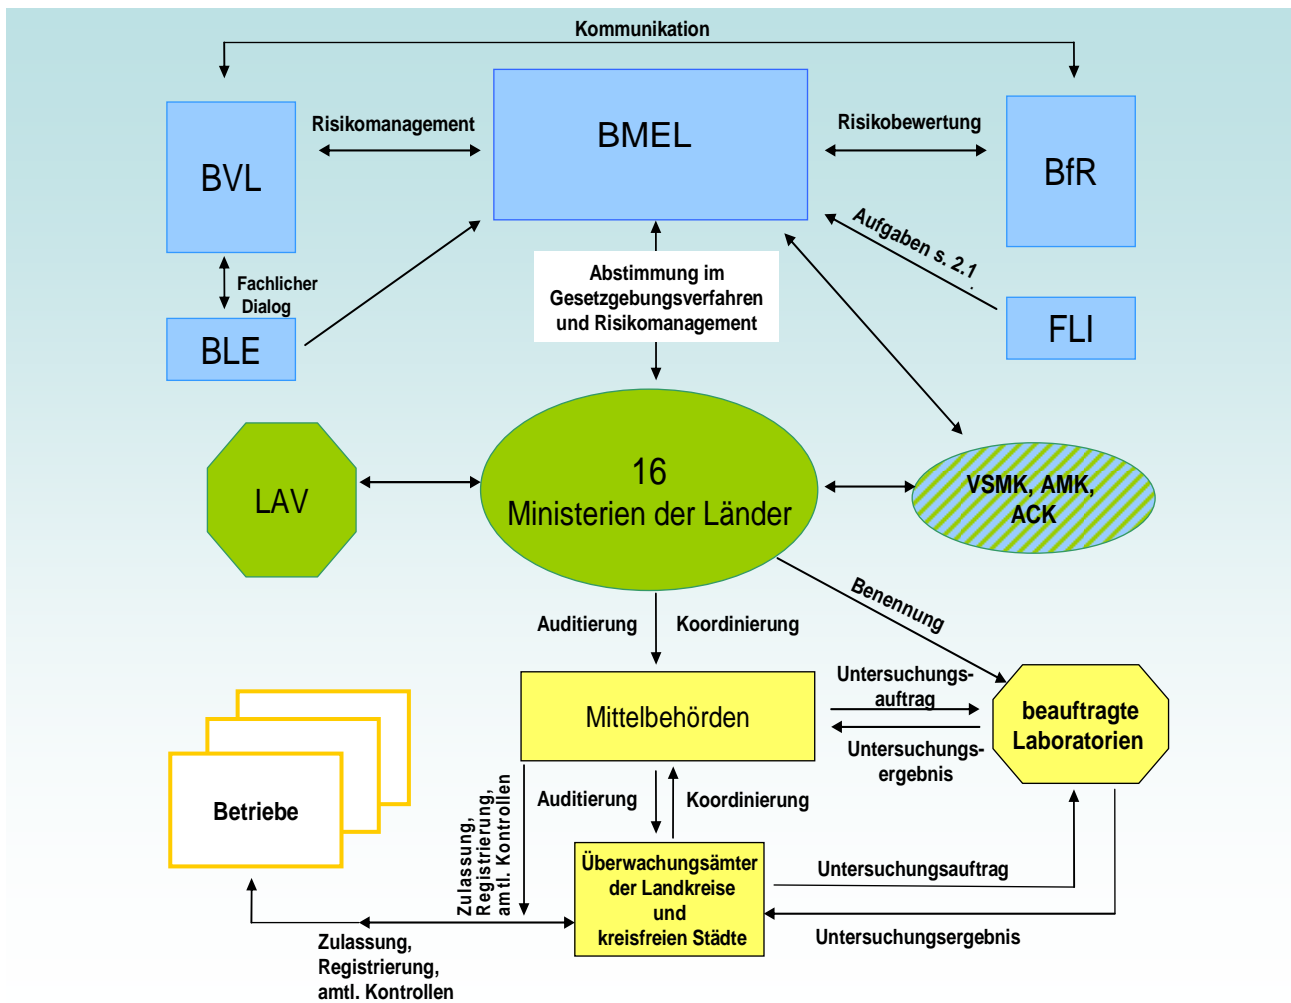 Kommunikation
BMEL
Risikomanagement
Risikobewertung
BVL
BfR
Aufgaben s. 2.1
.
Abstimmung im
Gesetzgebungsverfahren
und Risikomanagement
Fachlicher
Dialog
BLE
FLI
16
Ministerien der Länder
LAV
VSMK, AMK,
ACK
Benennung
Auditierung
Koordinierung
Mittelbehörden
Untersuchungs-
auftrag
Untersuchungs-
ergebnis
beauftragte
Laboratorien
Betriebe
Zulassung,
Registrierung,
amtl. Kontrollen
Auditierung
Koordinierung
Überwachungsämter
der Landkreise
und
kreisfreien Städte
Untersuchungsauftrag
Untersuchungsergebnis
Zulassung,
Registrierung,
amtl. Kontrollen